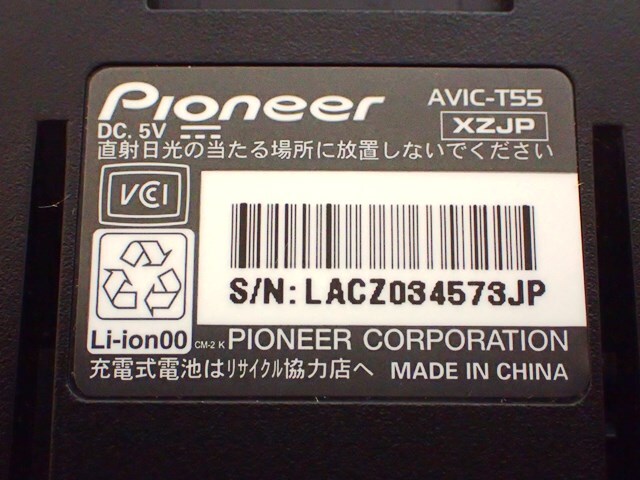 Pioneer
AVIC-T55
DC. 5V
XZJP
直射日光の当たる場所に放置しないでください
VCCI
S/N: LACZ034573JP
Li-ion00
CM-2 K
PIONEER CORPORATION
充電式電池はリサイクル協力店へ
MADE IN CHINA